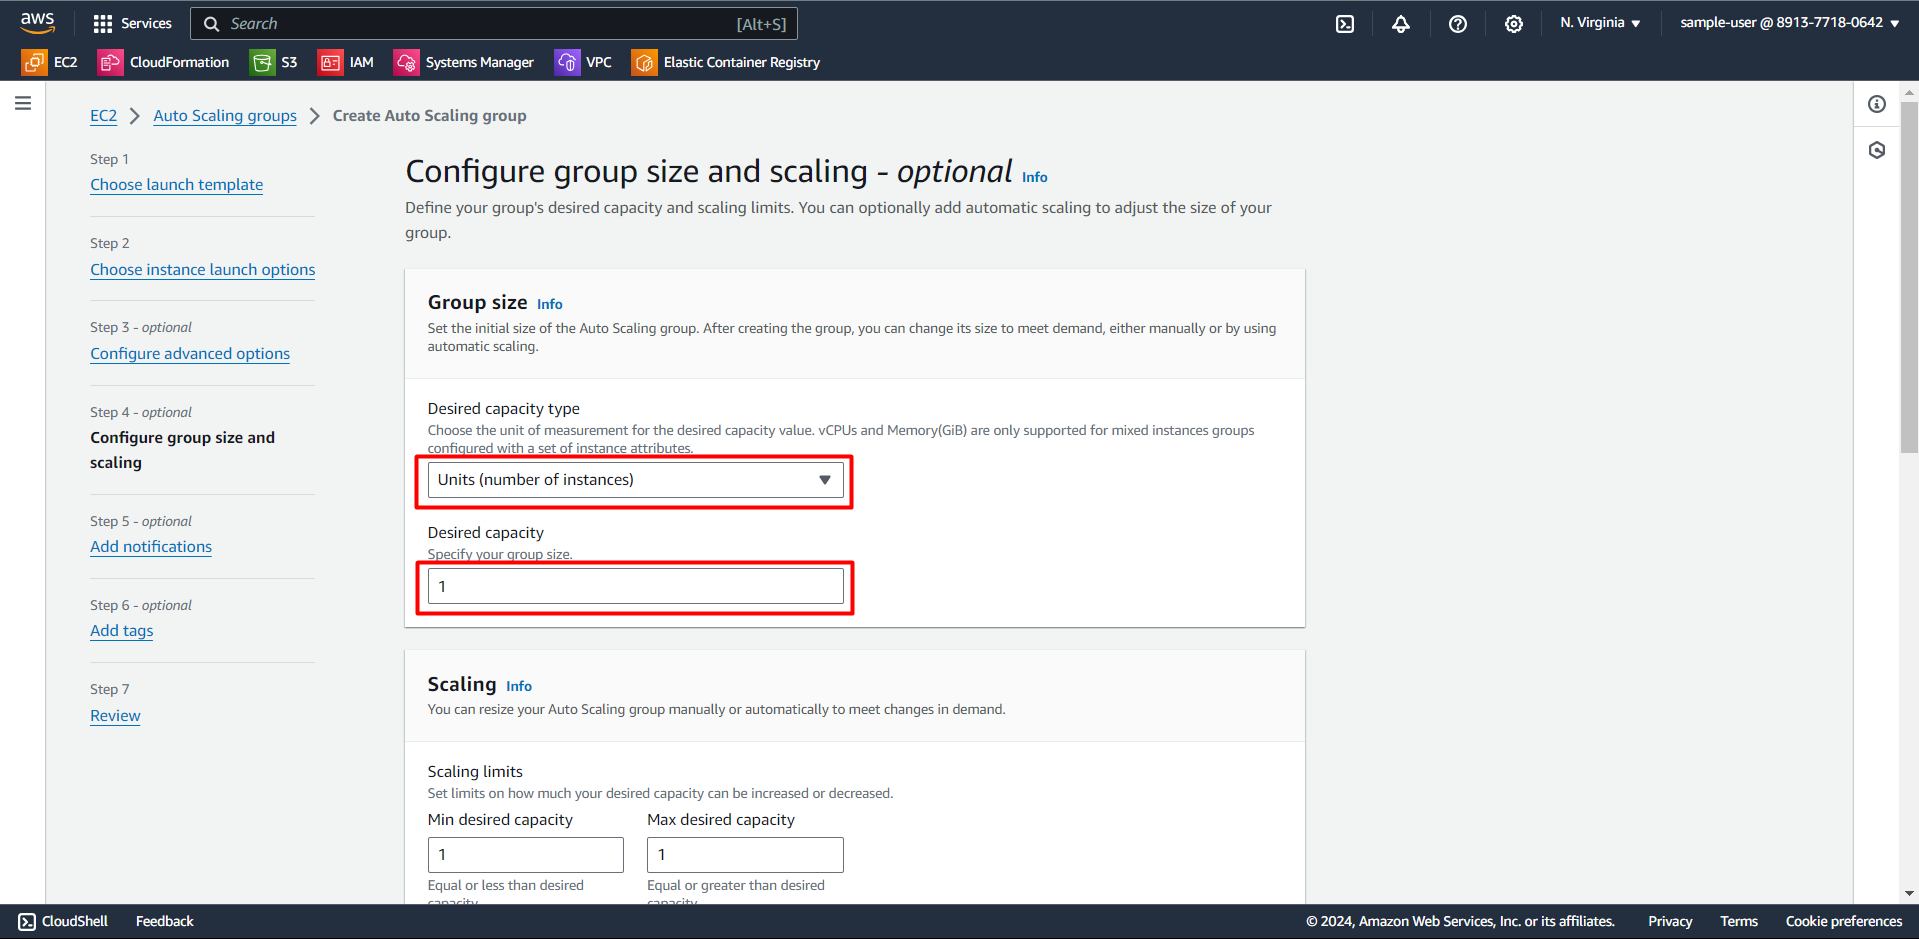 aws
Services
Search
[Alt+S]
N. Virginia
sample-user @ 8913-7718-0642
EC2
CloudFormation
S3
IAM
Systems Manager
VPC
Elastic Container Registry
EC2
Auto Scaling groups
Create Auto Scaling group
Step 1
Choose launch template
Step 2
Choose instance launch options
Step 3 - optional
Configure advanced options
Step 4 - optional
Configure group size and
scaling
Step 5 - optional
Add notifications
Step 6 - optional
Add tags
Step 7
Review
Configure group size and scaling - optional Info
Define your group's desired capacity and scaling limits. You can optionally add automatic scaling to adjust the size of your
group.
Group size Info
Set the initial size of the Auto Scaling group. After creating the group, you can change its size to meet demand, either manually or by using
automatic scaling.
Desired capacity type
Choose the unit of measurement for the desired capacity value. vCPUs and Memory(GiB) are only supported for mixed instances groups
configured with a set of instance attributes.
Units (number of instances)
Desired capacity
Specify your group size.
1
Scaling Info
You can resize your Auto Scaling group manually or automatically to meet changes in demand.
Scaling limits
Set limits on how much your desired capacity can be increased or decreased.
Min desired capacity
1
Equal or less than desired
capacity
Max desired capacity
1
Equal or greater than desired
capacity
CloudShell
Feedback
© 2024, Amazon Web Services, Inc. or its affiliates.
Privacy
Terms
Cookie preferences